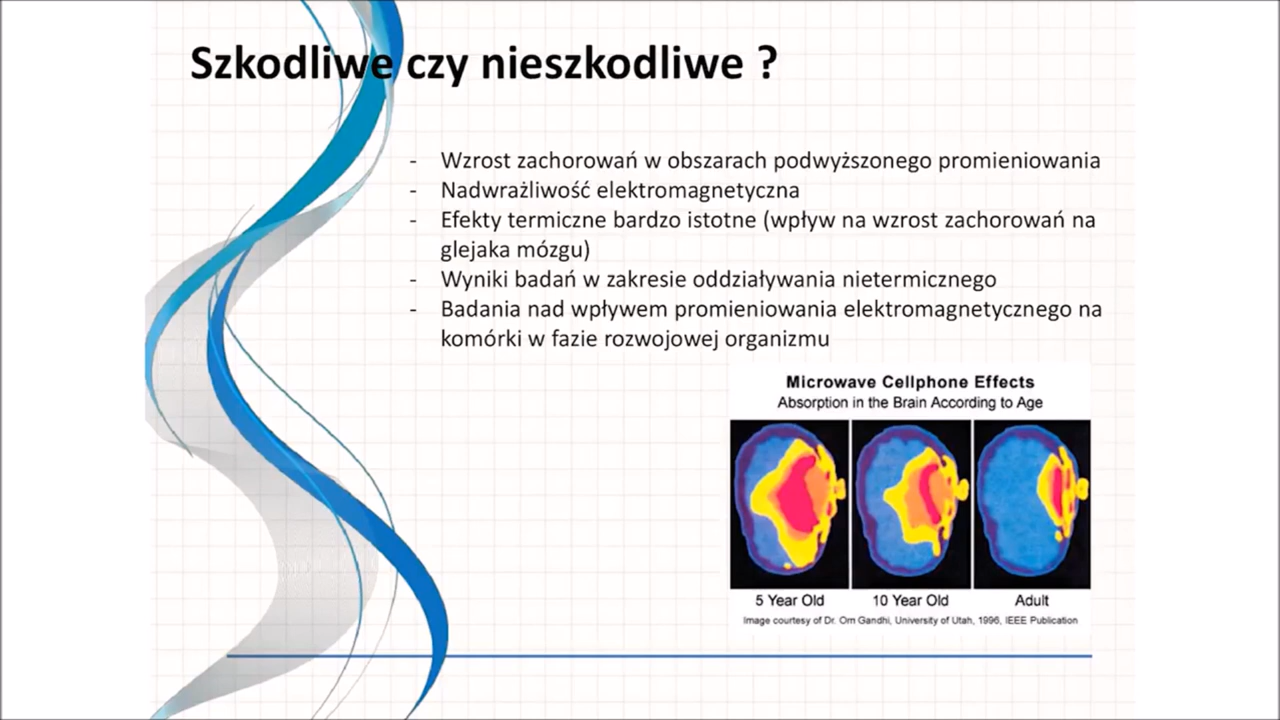 Szkodliwe czy nieszkodliwe ?
- Wzrost zachorowań w obszarach podwyższonego promieniowania
- Nadwrażliwość elektromagnetyczna
- Efekty termiczne bardzo istotne (wpływ na wzrost zachorowań na
glejaka mózgu)
- Wyniki badań w zakresie oddziaływania nietermicznego
- Badania nad wpływem promieniowania elektromagnetycznego na
komórki w fazie rozwojowej organizmu
Microwave Cellphone Effects
Absorption in the Brain According to Age
5 Year Old 10 Year Old Adult
Image courtesy of Dr. Om Gandhi, University of Utah, 1996, IEEE Publication